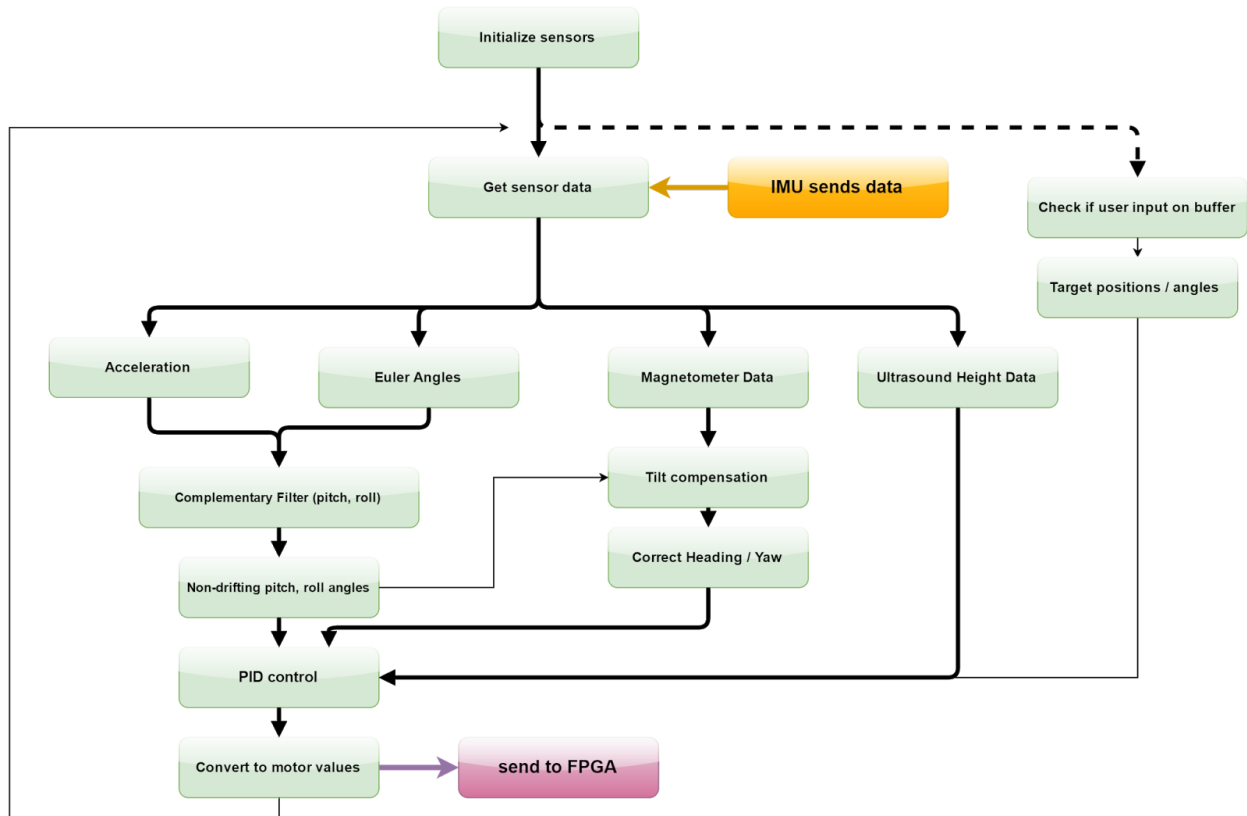 Initialize sensors
Get sensor data
IMU sends data
Check if user input on buffer
Target positions / angles
Acceleration
Euler Angles
Magnetometer Data
Ultrasound Height Data
Complementary Filter (pitch, roll)
Tilt compensation
Non-drifting pitch, roll angles
Correct Heading / Yaw
PID control
Convert to motor values
send to FPGA